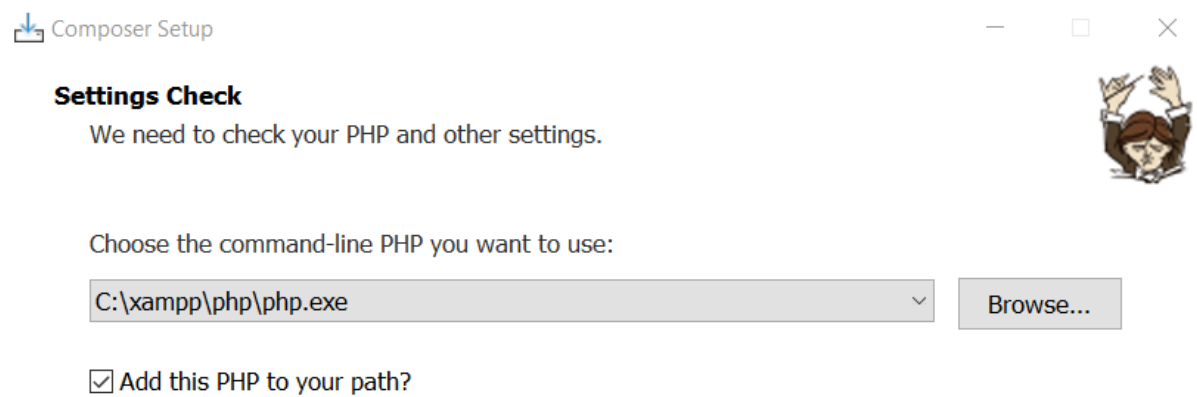 Composer Setup
Settings Check
We need to check your PHP and other settings.
Choose the command-line PHP you want to use:
C:\xampp\php\php.exe
Browse...
Add this PHP to your path?